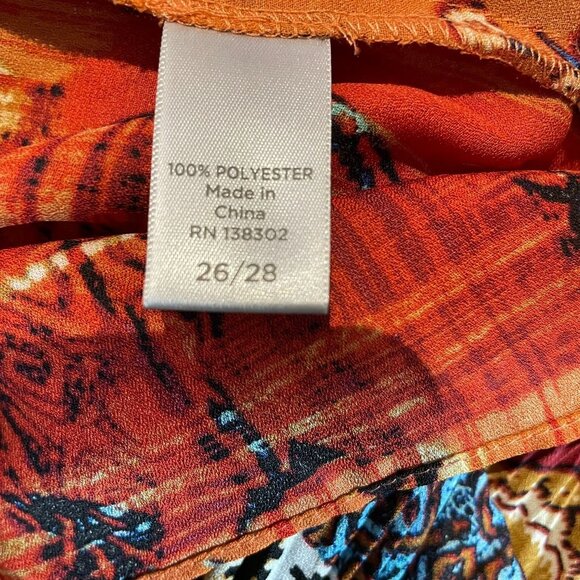 100% POLYESTER
Made in
China
RN 138302
26/28